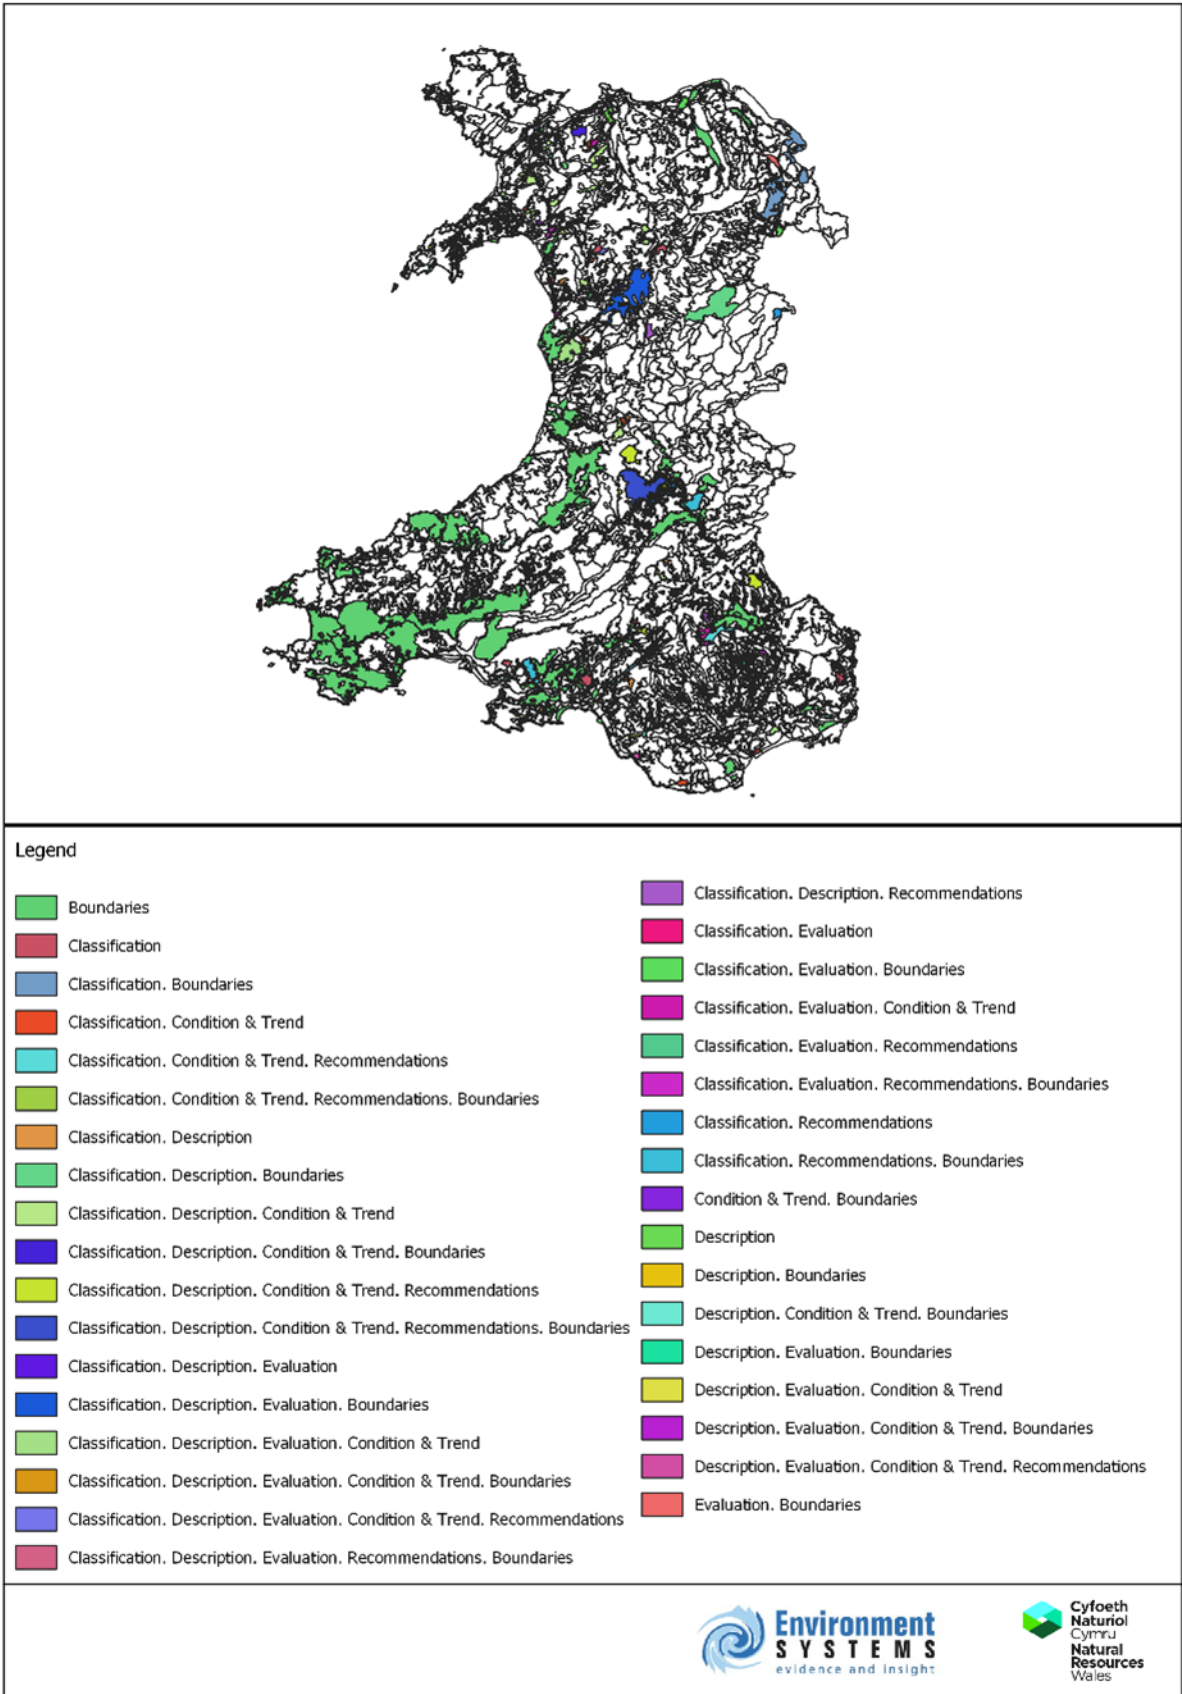 Legend
Boundaries
Classification
Classification. Boundaries
Classification. Condition & Trend
Classification. Condition & Trend. Recommendations
Classification. Condition & Trend. Recommendations. Boundaries
Classification. Description
Classification. Description. Boundaries
Classification. Description. Condition & Trend
Classification. Description. Condition & Trend. Boundaries
Classification. Description. Condition & Trend. Recommendations
Classification. Description. Condition & Trend. Recommendations. Boundaries
Classification. Description. Evaluation
Classification. Description. Evaluation. Boundaries
Classification. Description. Evaluation. Condition & Trend
Classification. Description. Evaluation. Condition & Trend. Boundaries
Classification. Description. Evaluation. Condition & Trend. Recommendations
Classification. Description. Evaluation. Recommendations. Boundaries
Classification. Description. Recommendations
Classification. Evaluation
Classification. Evaluation. Boundaries
Classification. Evaluation. Condition & Trend
Classification. Evaluation. Recommendations
Classification. Evaluation. Recommendations. Boundaries
Classification. Recommendations
Classification. Recommendations. Boundaries
Condition & Trend. Boundaries
Description
Description. Boundaries
Description. Condition & Trend. Boundaries
Description. Evaluation. Boundaries
Description. Evaluation. Condition & Trend
Description. Evaluation. Condition & Trend. Boundaries
Description. Evaluation. Condition & Trend. Recommendations
Evaluation. Boundaries
Environment
SYSTEMS
evidence and insight
Cyfoeth
Naturiol
Cymru
Natural
Resources
Wales